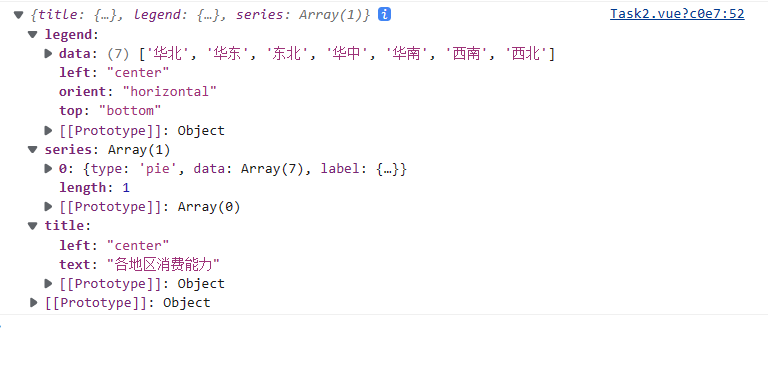 {title: {…}, legend: {…}, series: Array(1)} i Task2.vue?c0e7:52
legend:
data: (7) ['华北', '华东', '东北', '华中', '华南', '西南', '西北']
left: "center"
orient: "horizontal"
top: "bottom"
[[Prototype]]: Object
series: Array(1)
0: {type: 'pie', data: Array(7), label: {…}}
length: 1
[[Prototype]]: Array(0)
title:
left: "center"
text: "各地区消费能力"
[[Prototype]]: Object
[[Prototype]]: Object